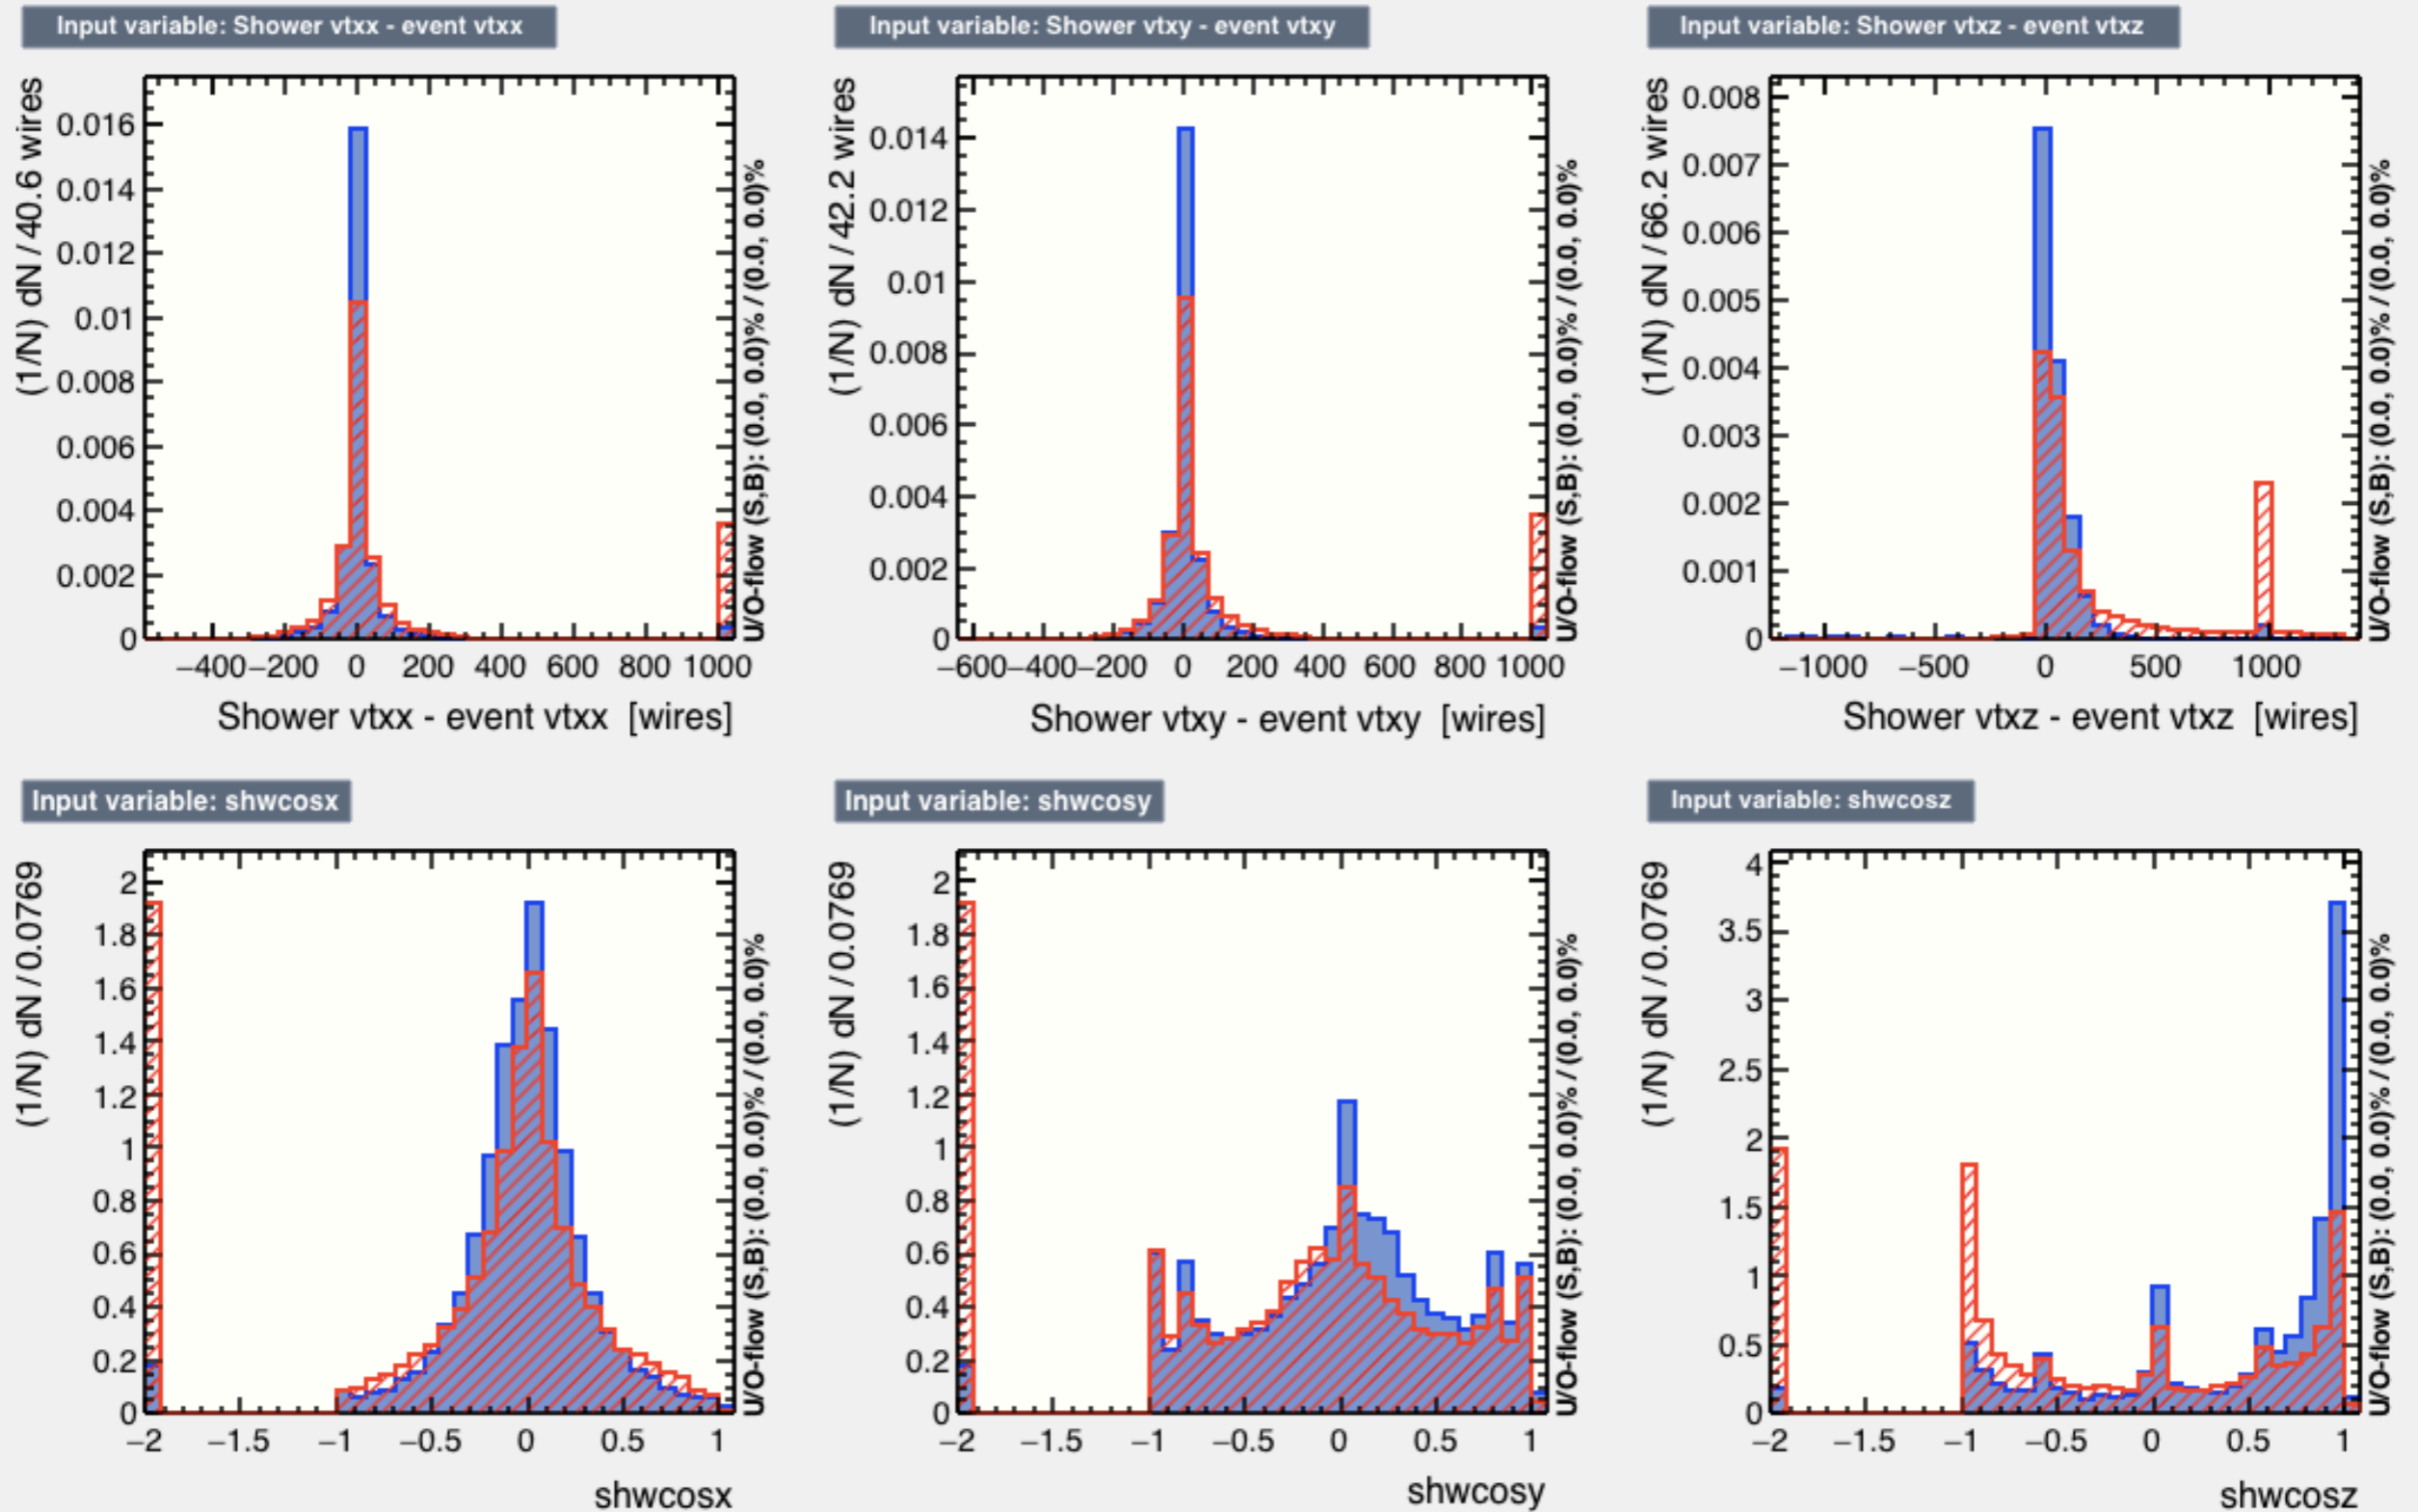 Input variable: Shower vtxx - event vtxx
(1/N) dN / 40.6 wires
0.016
0.014
0.012
0.01
0.008
0.006
0.004
0.002
0
−400 −200 0 200 400 600 800 1000
Shower vtxx - event vtxx [wires]
U/O-flow (S,B): (0.0, 0.0)% / (0.0, 0.0)%
Input variable: Shower vtxy - event vtxy
(1/N) dN / 42.2 wires
0.014
0.012
0.01
0.008
0.006
0.004
0.002
0
−600 −400 −200 0 200 400 600 800 1000
Shower vtxy - event vtxy [wires]
U/O-flow (S,B): (0.0, 0.0)% / (0.0, 0.0)%
Input variable: Shower vtxz - event vtxz
(1/N) dN / 66.2 wires
0.008
0.007
0.006
0.005
0.004
0.003
0.002
0.001
0
−1000 −500 0 500 1000
Shower vtxz - event vtxz [wires]
U/O-flow (S,B): (0.0, 0.0)% / (0.0, 0.0)%
Input variable: shwcosx
(1/N) dN / 0.0769
2
1.8
1.6
1.4
1.2
1
0.8
0.6
0.4
0.2
0
−2 −1.5 −1 −0.5 0 0.5 1
shwcosx
U/O-flow (S,B): (0.0, 0.0)% / (0.0, 0.0)%
Input variable: shwcosy
(1/N) dN / 0.0769
2
1.8
1.6
1.4
1.2
1
0.8
0.6
0.4
0.2
0
−2 −1.5 −1 −0.5 0 0.5 1
shwcosy
U/O-flow (S,B): (0.0, 0.0)% / (0.0, 0.0)%
Input variable: shwcosz
(1/N) dN / 0.0769
4
3.5
3
2.5
2
1.5
1
0.5
0
−2 −1.5 −1 −0.5 0 0.5 1
shwcosz
U/O-flow (S,B): (0.0, 0.0)% / (0.0, 0.0)%